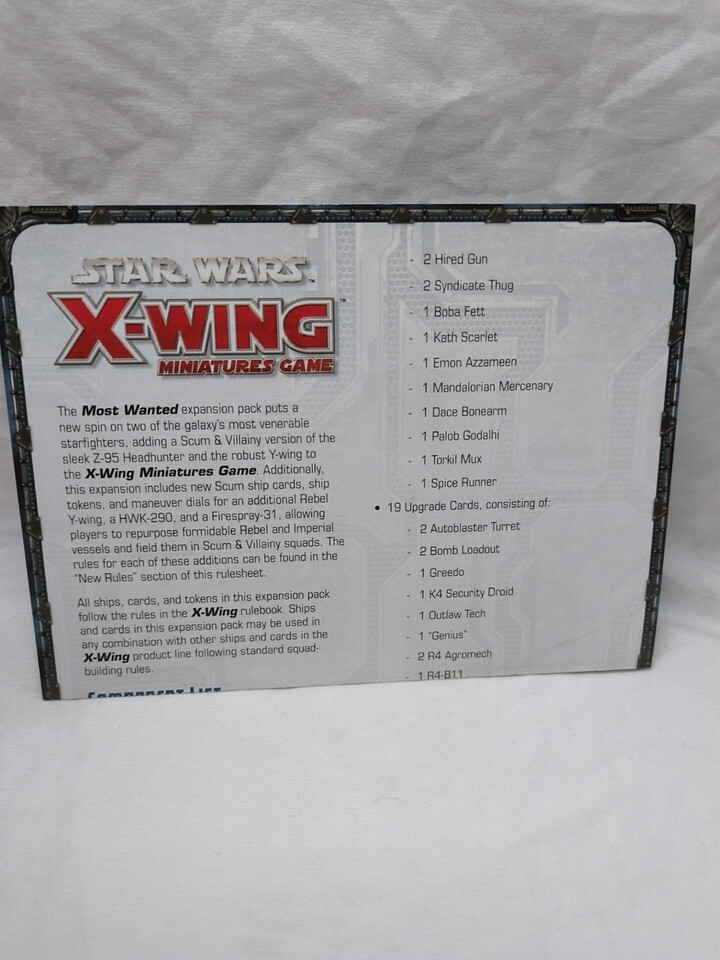 STAR WARS™
X-WING™
MINIATURES GAME
The Most Wanted expansion pack puts a
new spin on two of the galaxy's most venerable
starfighters, adding a Scum & Villainy version of the
sleek Z-95 Headhunter and the robust Y-wing to
the X-Wing Miniatures Game. Additionally,
this expansion includes new Scum ship cards, ship
tokens, and maneuver dials for an additional Rebel
Y-wing, a HWK-290, and a Firespray-31, allowing
players to repurpose formidable Rebel and Imperial
vessels and field them in Scum & Villainy squads. The
rules for each of these additions can be found in the
"New Rules" section of this rulesheet.
All ships, cards, and tokens in this expansion pack
follow the rules in the X-Wing rulebook. Ships
and cards in this expansion pack may be used in
any combination with other ships and cards in the
X-Wing product line following standard squad-
building rules.
Component List
- 2 Hired Gun
- 2 Syndicate Thug
- 1 Boba Fett
- 1 Kath Scarlet
- 1 Emon Azzameen
- 1 Mandalorian Mercenary
- 1 Dace Bonearm
- 1 Palob Godalhi
- 1 Torkil Mux
- 1 Spice Runner
• 19 Upgrade Cards, consisting of:
- 2 Autoblaster Turret
- 2 Bomb Loadout
- 1 Greedo
- 1 K4 Security Droid
- 1 Outlaw Tech
- 1 "Genius"
- 2 R4 Agromech
- 1 R4-B11